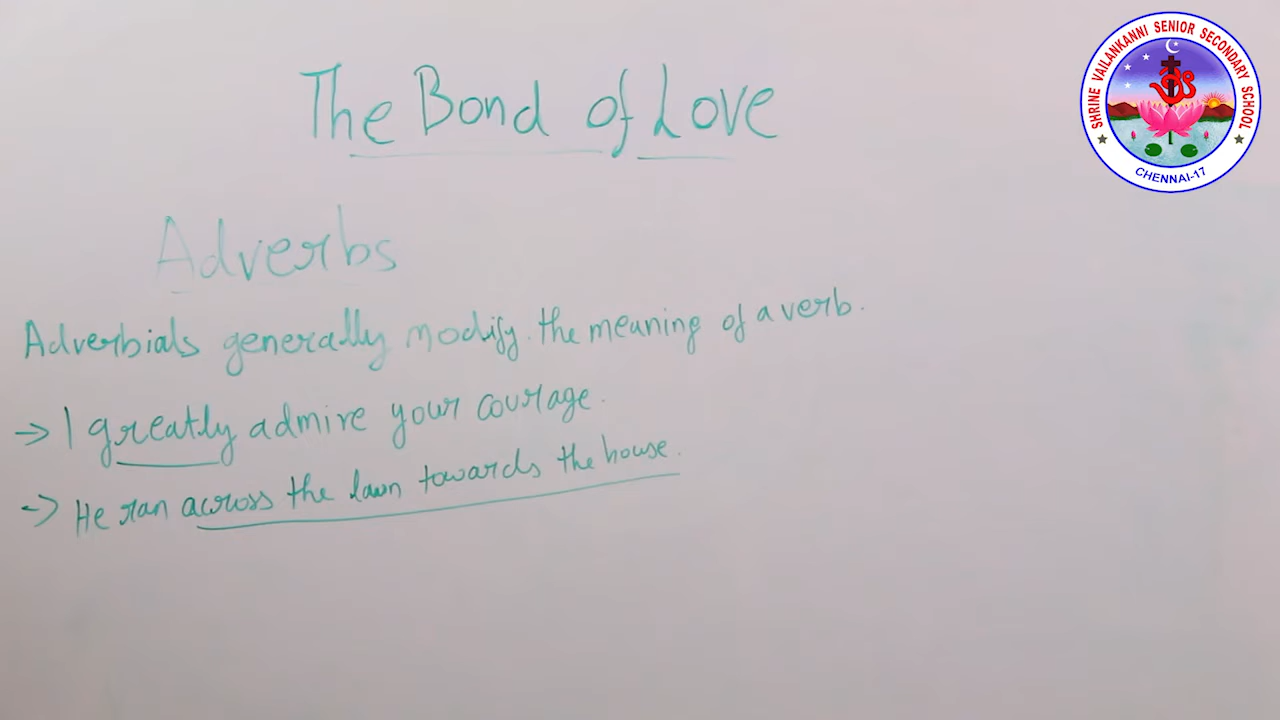 The Bond of Love
Adverbs
Adverbials generally modify the meaning of a verb.
→ I greatly admire your courage.
→ He ran across the lawn towards the house.
SHRINE VAILANKANNI SENIOR SECONDARY SCHOOL
CHENNAI-17